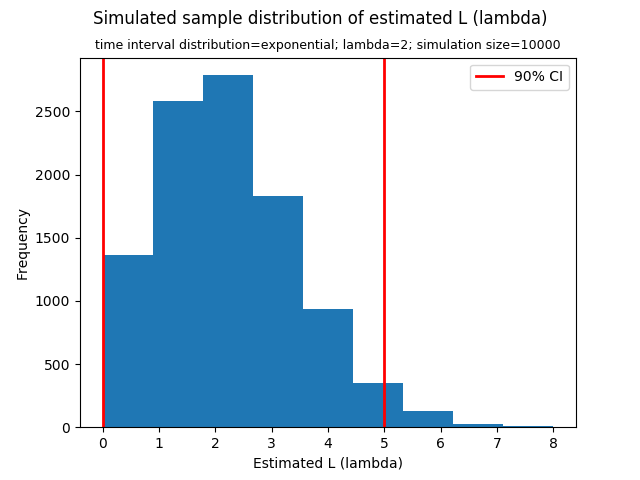 Simulated sample distribution of estimated L (lambda)
time interval distribution=exponential; lambda=2; simulation size=10000
90% CI
Frequency
2500
2000
1500
1000
500
0
0 1 2 3 4 5 6 7 8
Estimated L (lambda)